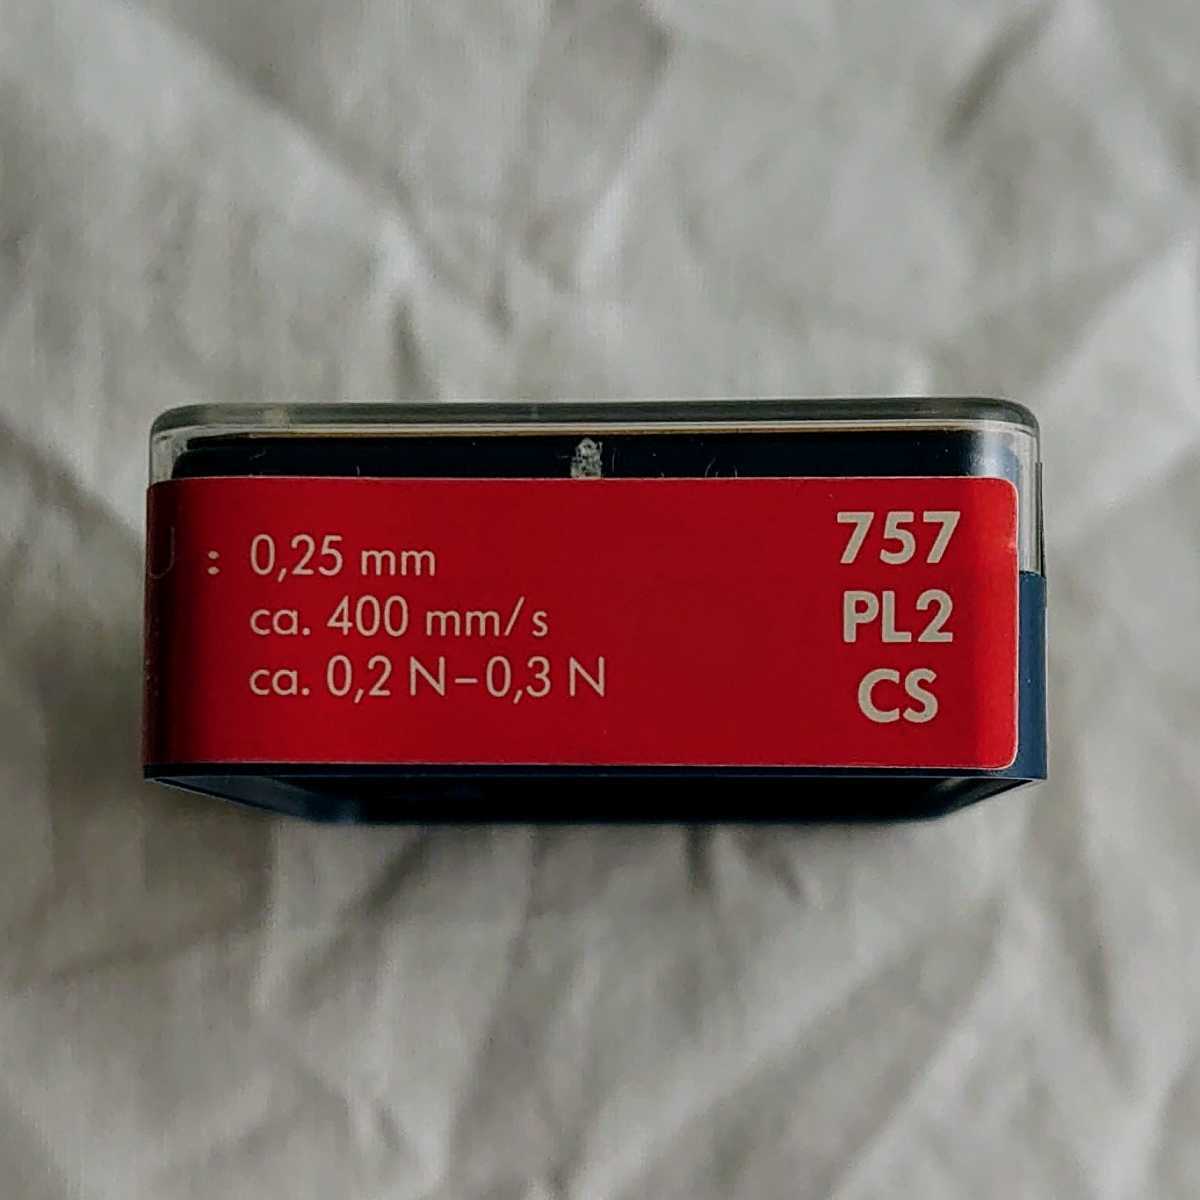 : 0,25 mm
ca. 400 mm/s
ca. 0,2 N–0,3 N
757
PL2
CS